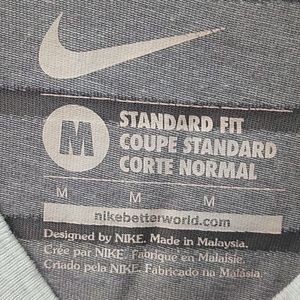 M
STANDARD FIT
COUPE STANDARD
CORTE NORMAL
M M M
nikebetterworld.com
Designed by NIKE. Made in Malaysia.
Créé par NIKE. Fabrique en Malaisie.
Criado pela NIKE. Fabricado na Malásia.